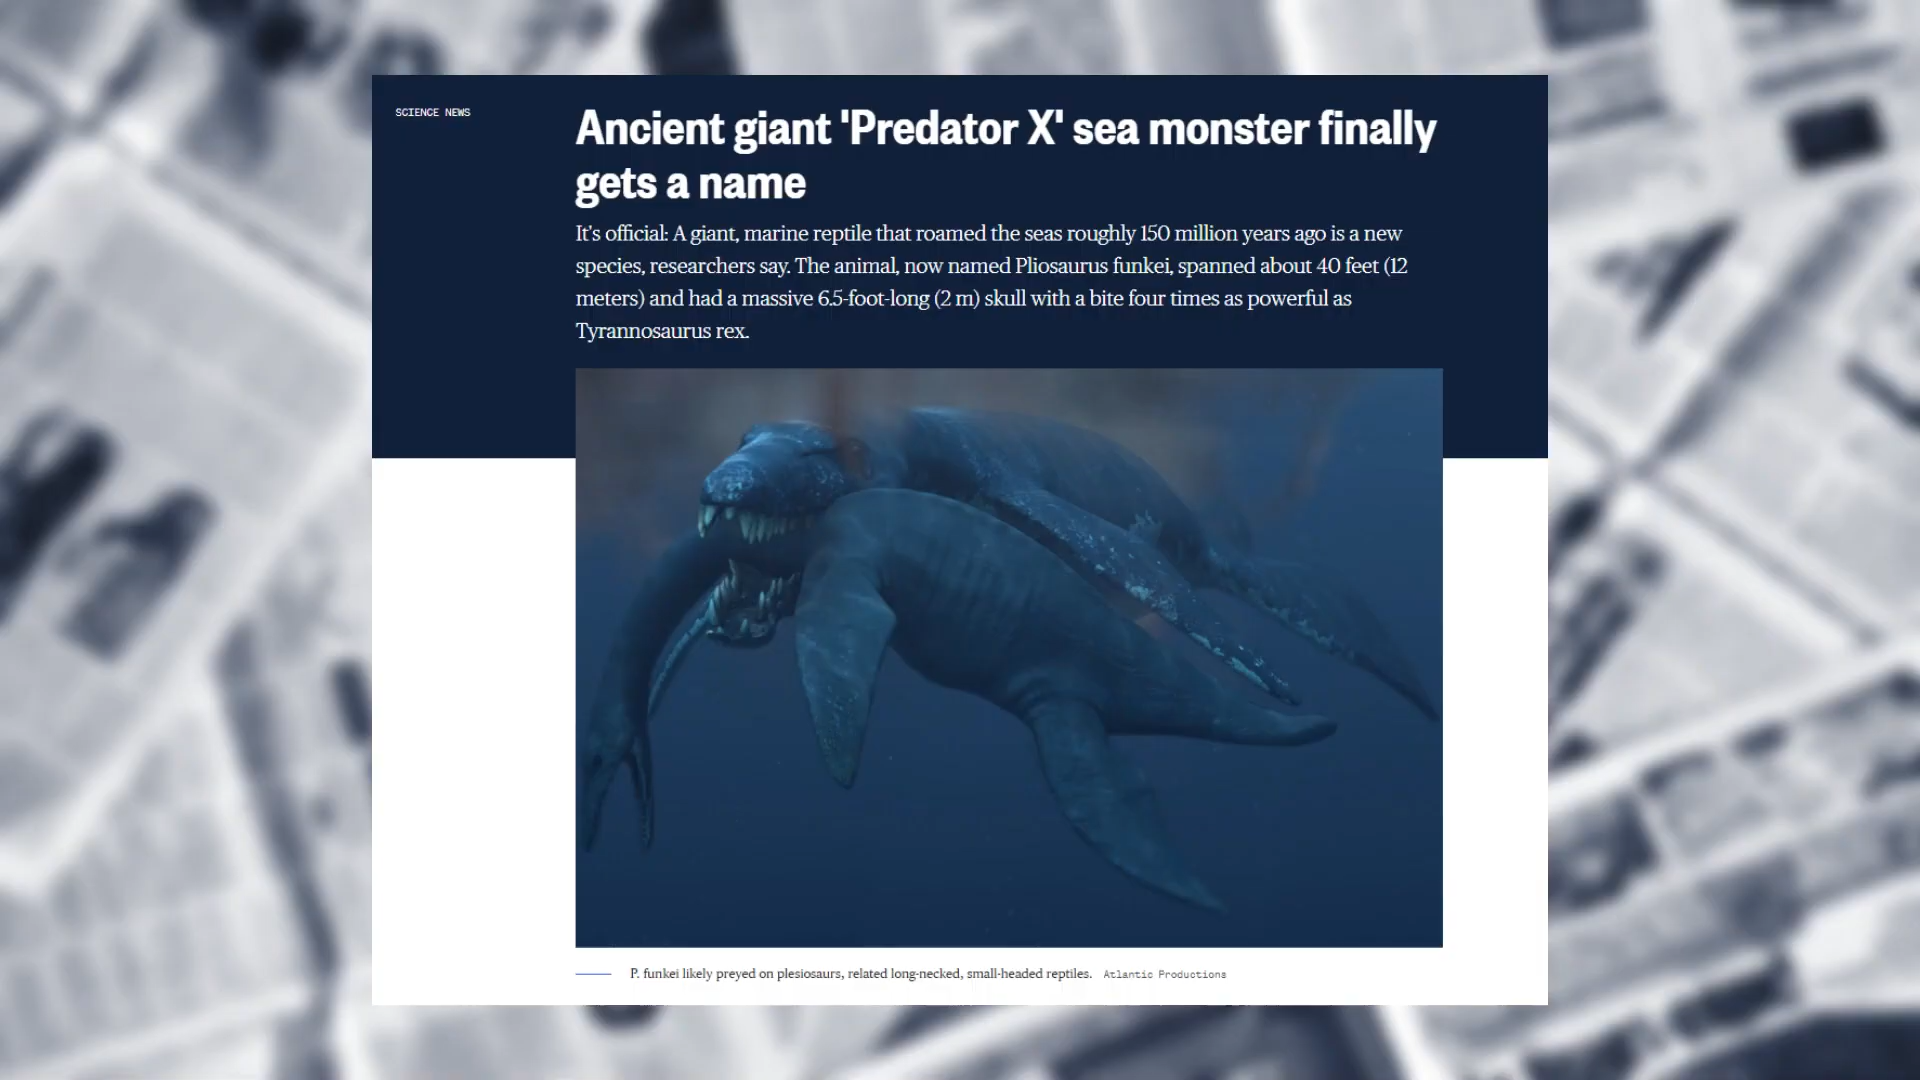 SCIENCE NEWS
Ancient giant 'Predator X' sea monster finally
gets a name
It's official: A giant, marine reptile that roamed the seas roughly 150 million years ago is a new
species, researchers say. The animal, now named Pliosaurus funkei, spanned about 40 feet (12
meters) and had a massive 6.5-foot-long (2 m) skull with a bite four times as powerful as
Tyrannosaurus rex.
P. funkei likely preyed on plesiosaurs, related long-necked, small-headed reptiles. Atlantic Productions